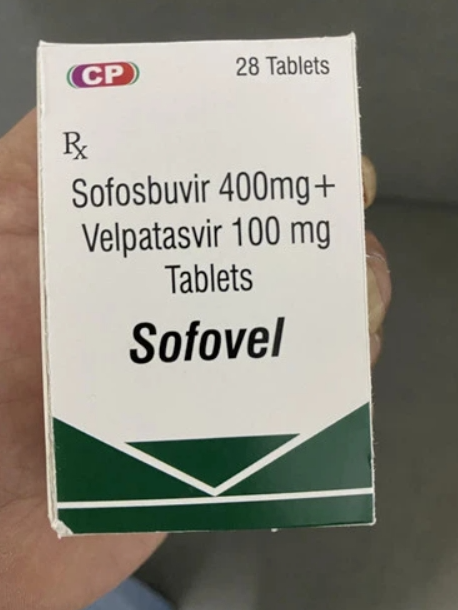 CP
28 Tablets
Rx
Sofosbuvir 400mg+
Velpatasvir 100 mg
Tablets
Sofovel